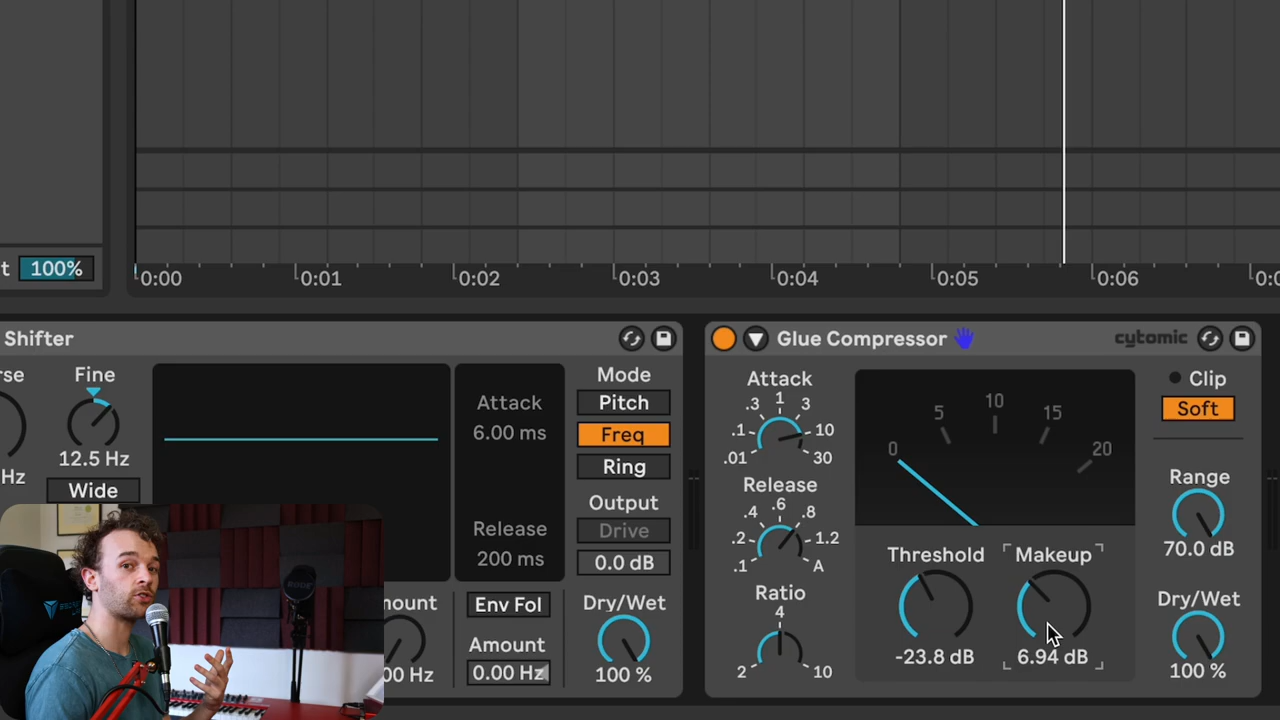 t 100%
0:00 0:01 0:02 0:03 0:04 0:05 0:06
Shifter
Fine
12.5 Hz
Wide
Attack
6.00 ms
Release
200 ms
Env Fol
Amount
0.00 Hz
Mode
Pitch
Freq
Ring
Output
Drive
0.0 dB
Dry/Wet
100 %
Glue Compressor
cytomic
Attack
.01 .1 .3 1 3 10 30
Release
.1 .2 .4 .6 .8 1.2 A
Ratio
2 4 10
0 5 10 15 20
Threshold
-23.8 dB
Makeup
6.94 dB
Clip
Soft
Range
70.0 dB
Dry/Wet
100 %